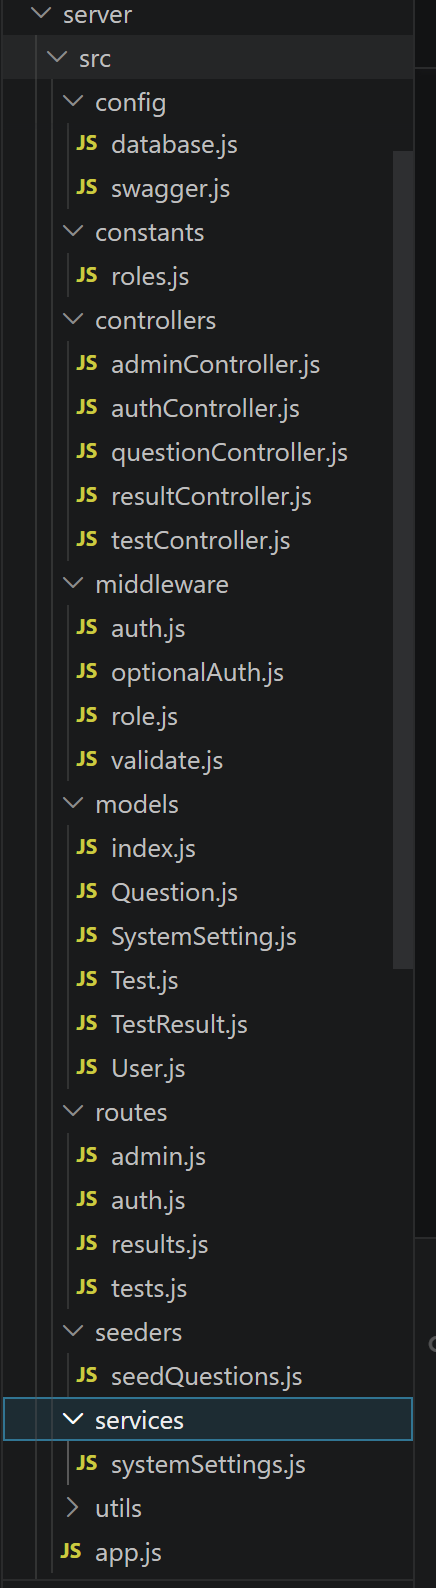 server
src
config
JS database.js
JS swagger.js
constants
JS roles.js
controllers
JS adminController.js
JS authController.js
JS questionController.js
JS resultController.js
JS testController.js
middleware
JS auth.js
JS optionalAuth.js
JS role.js
JS validate.js
models
JS index.js
JS Question.js
JS SystemSetting.js
JS Test.js
JS TestResult.js
JS User.js
routes
JS admin.js
JS auth.js
JS results.js
JS tests.js
seeders
JS seedQuestions.js
services
JS systemSettings.js
utils
JS app.js